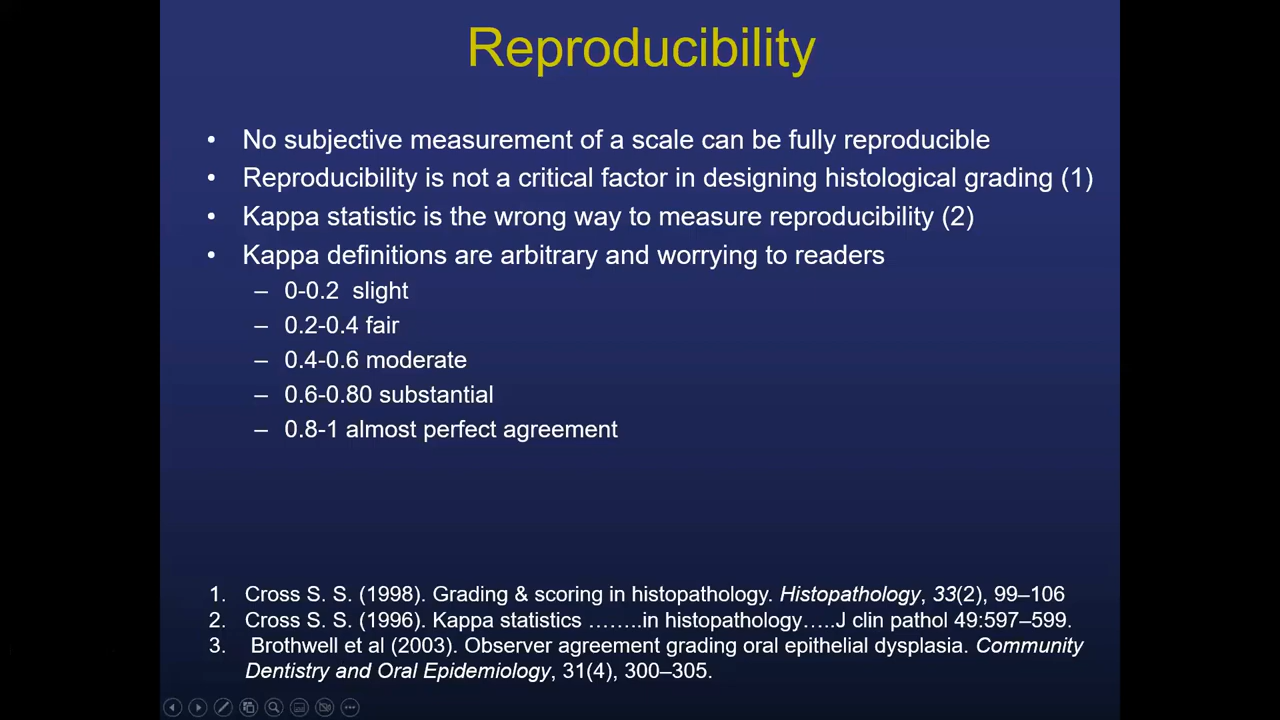 Reproducibility
• No subjective measurement of a scale can be fully reproducible
• Reproducibility is not a critical factor in designing histological grading (1)
• Kappa statistic is the wrong way to measure reproducibility (2)
• Kappa definitions are arbitrary and worrying to readers
– 0-0.2 slight
– 0.2-0.4 fair
– 0.4-0.6 moderate
– 0.6-0.80 substantial
– 0.8-1 almost perfect agreement
1. Cross S. S. (1998). Grading & scoring in histopathology. Histopathology, 33(2), 99–106
2. Cross S. S. (1996). Kappa statistics ........in histopathology.....J clin pathol 49:597–599.
3. Brothwell et al (2003). Observer agreement grading oral epithelial dysplasia. Community
Dentistry and Oral Epidemiology, 31(4), 300–305.